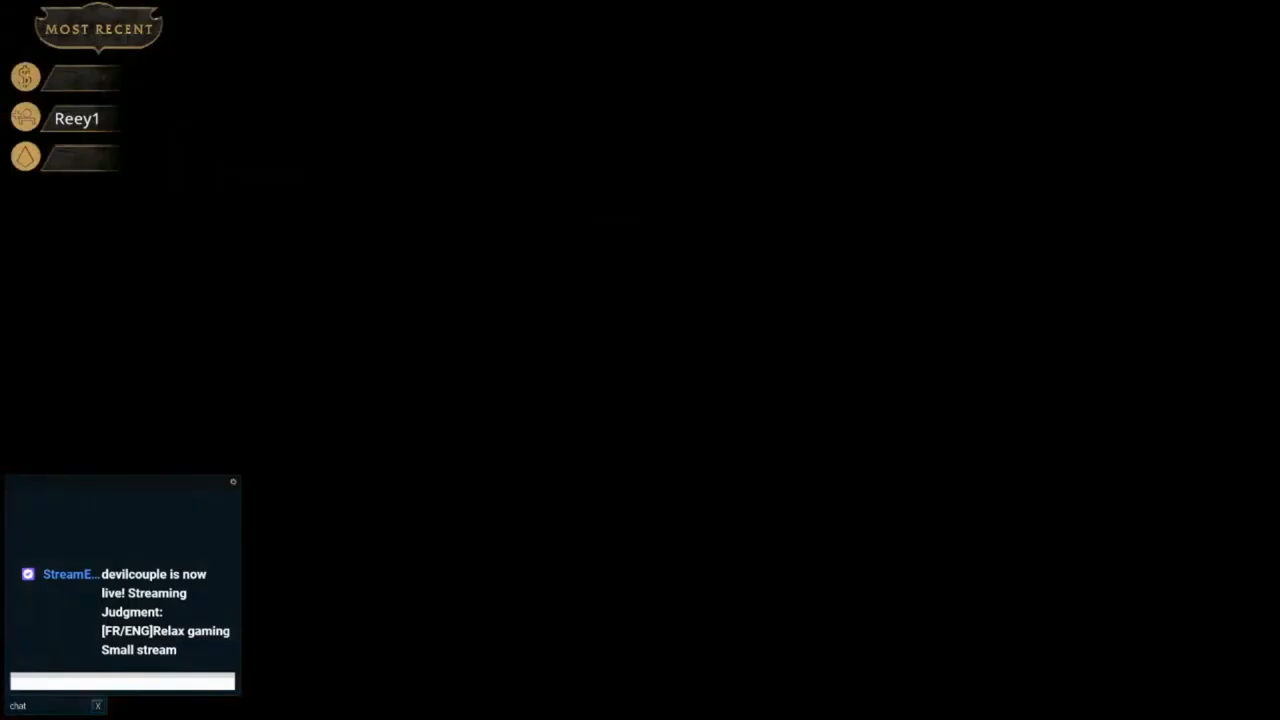 MOST RECENT
Reey1
StreamE... devilcouple is now
live! Streaming
Judgment:
[FR/ENG]Relax gaming
Small stream
chat X